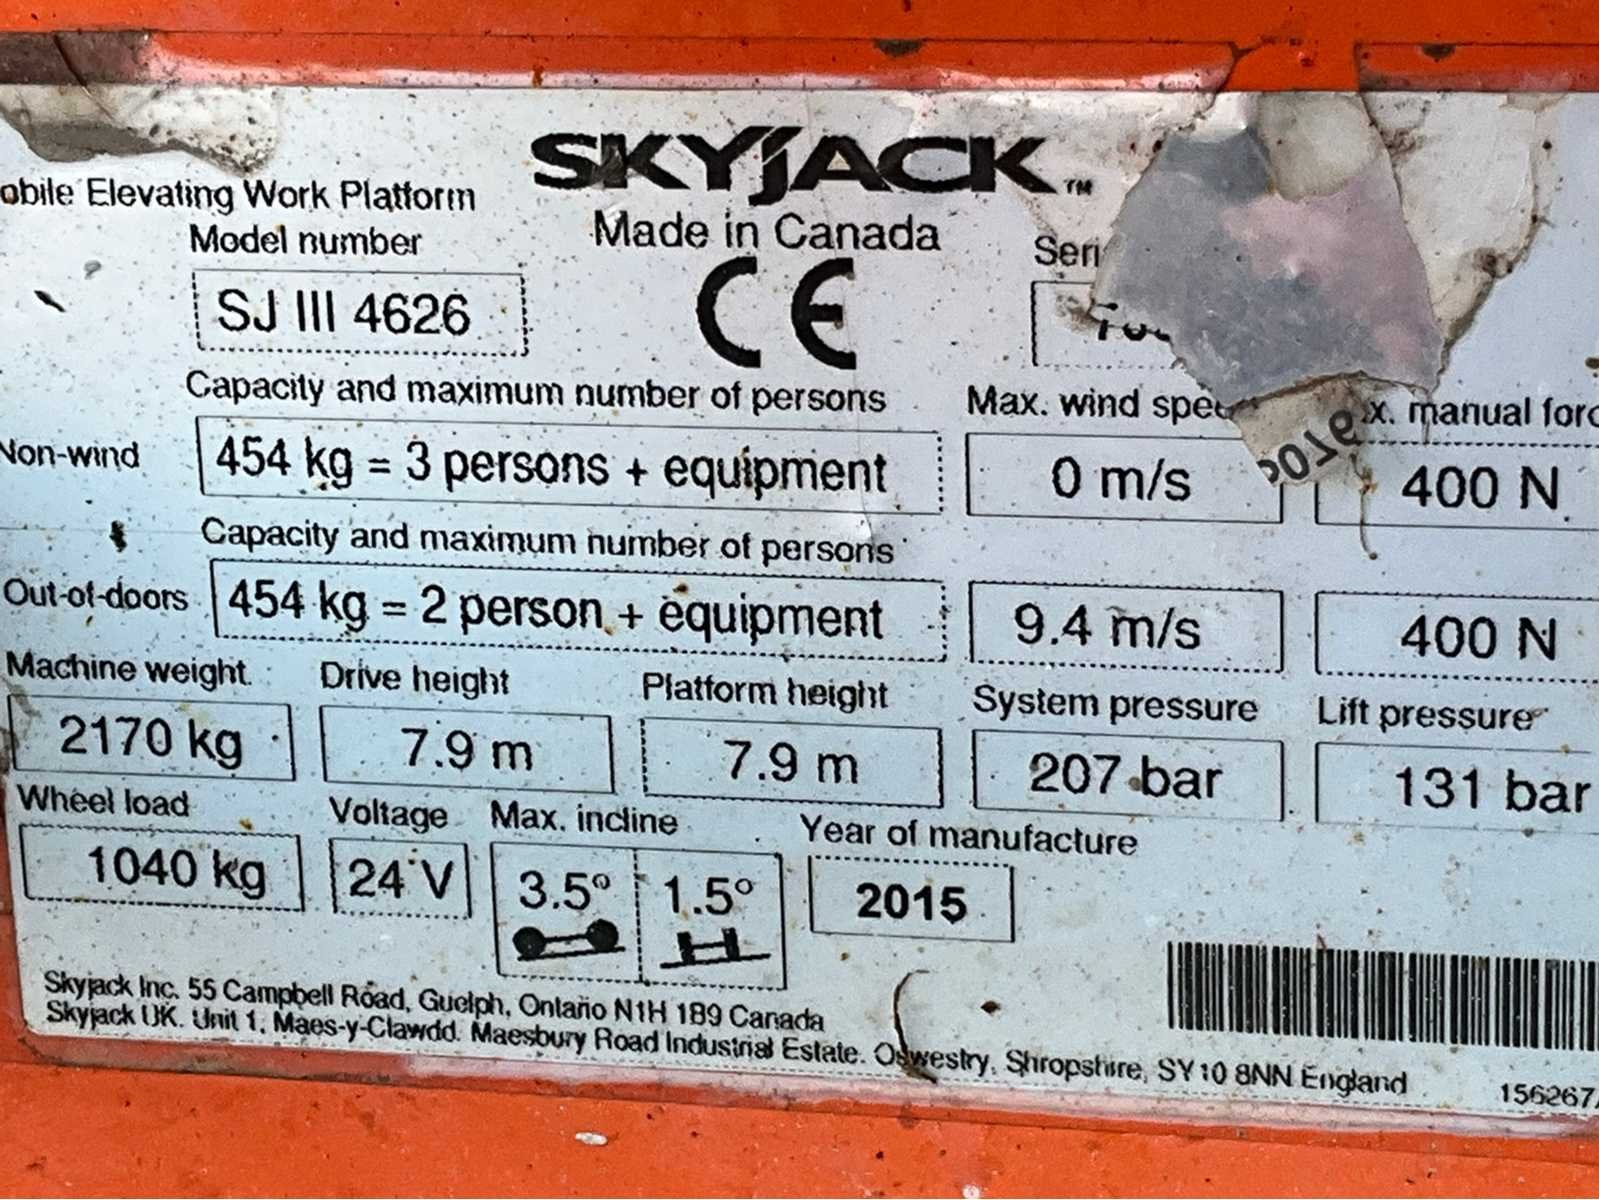 SKYJACK™
obile Elevating Work Platform
Made in Canada
Model number
Seri
SJ III 4626
CE
Capacity and maximum number of persons Max. wind spee x. manual forc
Non-wind 454 kg = 3 persons + equipment 0 m/s 400 N
Capacity and maximum number of persons
Out-of-doors 454 kg = 2 person + equipment 9.4 m/s 400 N
Machine weight Drive height Platform height System pressure Lift pressure
2170 kg 7.9 m 7.9 m 207 bar 131 bar
Wheel load Voltage Max. incline Year of manufacture
1040 kg 24 V 3.5° 1.5° 2015
Skyjack Inc. 55 Campbell Road, Guelph, Ontario N1H 1B9 Canada
Skyjack UK. Unit 1, Maes-y-Clawdd. Maesbury Road Industrial Estate. Oswestry, Shropshire, SY10 8NN England
156267